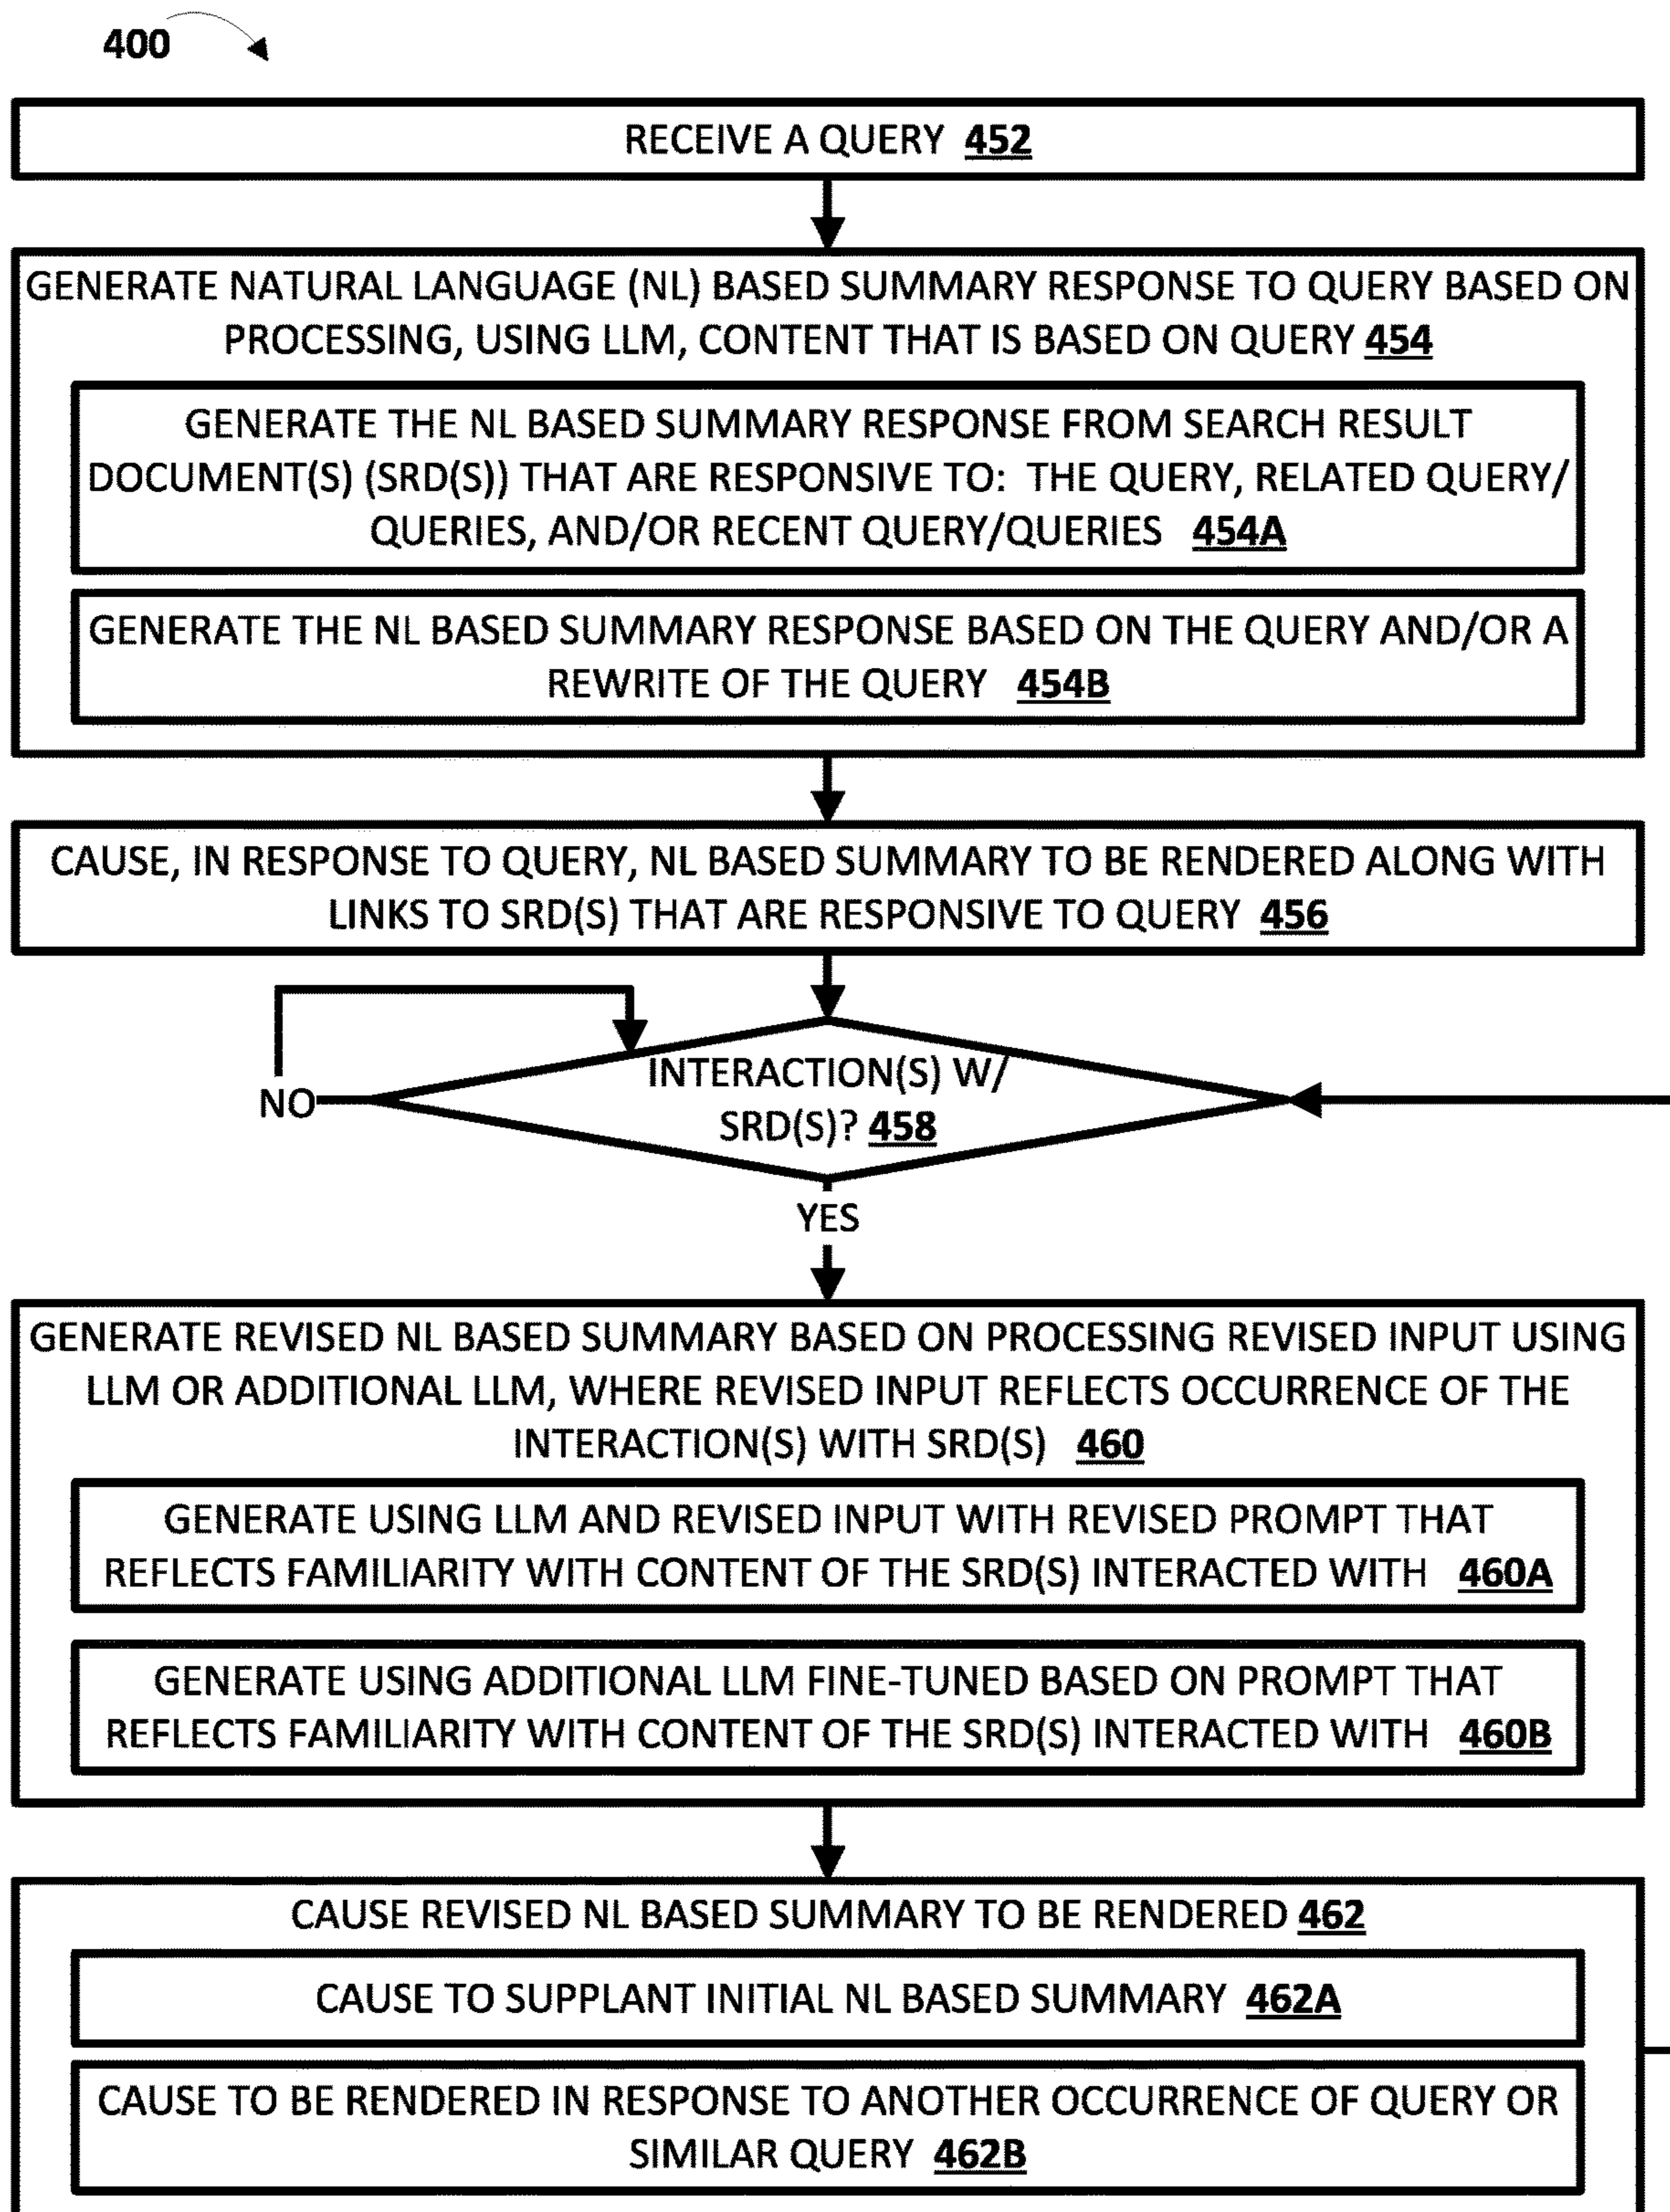 400
RECEIVE A QUERY 452
GENERATE NATURAL LANGUAGE (NL) BASED SUMMARY RESPONSE TO QUERY BASED ON
PROCESSING, USING LLM, CONTENT THAT IS BASED ON QUERY 454
GENERATE THE NL BASED SUMMARY RESPONSE FROM SEARCH RESULT
DOCUMENT(S) (SRD(S)) THAT ARE RESPONSIVE TO: THE QUERY, RELATED QUERY/
QUERIES, AND/OR RECENT QUERY/QUERIES 454A
GENERATE THE NL BASED SUMMARY RESPONSE BASED ON THE QUERY AND/OR A
REWRITE OF THE QUERY 454B
CAUSE, IN RESPONSE TO QUERY, NL BASED SUMMARY TO BE RENDERED ALONG WITH
LINKS TO SRD(S) THAT ARE RESPONSIVE TO QUERY 456
INTERACTION(S) W/
NO
SRD(S)? 458
YES
GENERATE REVISED NL BASED SUMMARY BASED ON PROCESSING REVISED INPUT USING
LLM OR ADDITIONAL LLM, WHERE REVISED INPUT REFLECTS OCCURRENCE OF THE
INTERACTION(S) WITH SRD(S) 460
GENERATE USING LLM AND REVISED INPUT WITH REVISED PROMPT THAT
REFLECTS FAMILIARITY WITH CONTENT OF THE SRD(S) INTERACTED WITH 460A
GENERATE USING ADDITIONAL LLM FINE-TUNED BASED ON PROMPT THAT
REFLECTS FAMILIARITY WITH CONTENT OF THE SRD(S) INTERACTED WITH 460B
CAUSE REVISED NL BASED SUMMARY TO BE RENDERED 462
CAUSE TO SUPPLANT INITIAL NL BASED SUMMARY 462A
CAUSE TO BE RENDERED IN RESPONSE TO ANOTHER OCCURRENCE OF QUERY OR
SIMILAR QUERY 462B